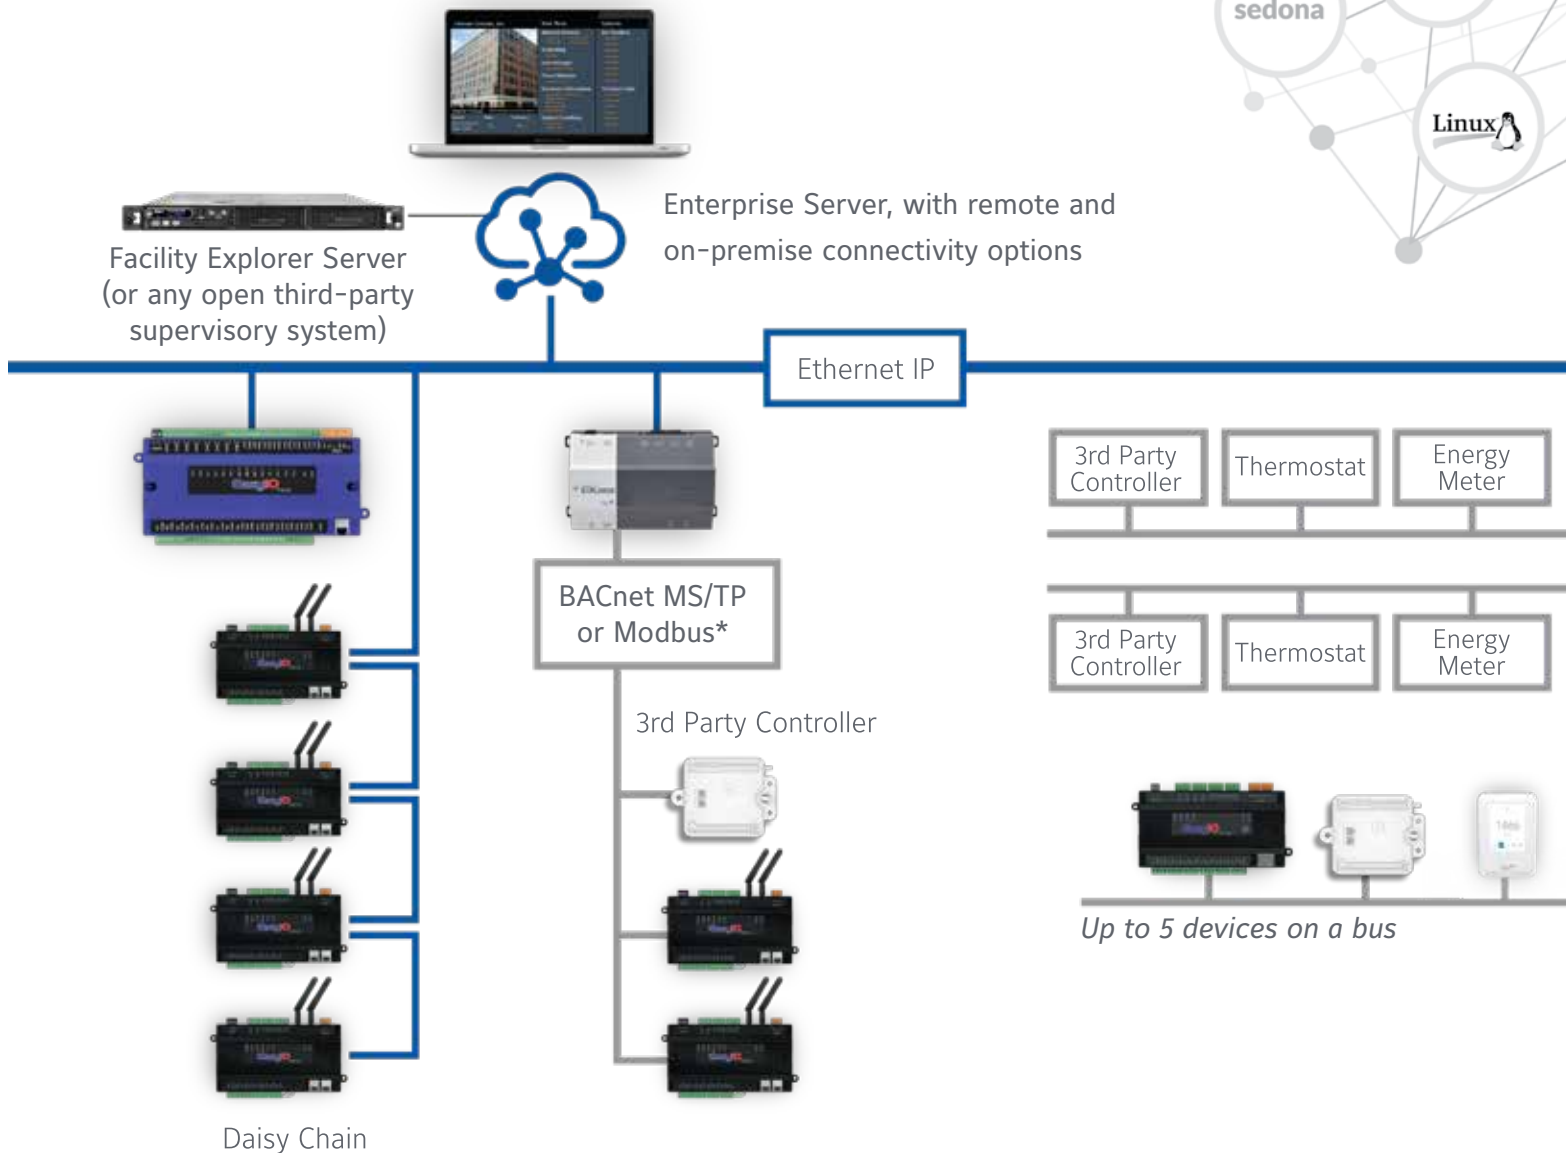 sedona
Linux
Enterprise Server, with remote and
on-premise connectivity options
Facility Explorer Server
(or any open third-party
supervisory system)
Ethernet IP
3rd Party
Controller
Thermostat
Energy
Meter
BACnet MS/TP
or Modbus*
3rd Party
Controller
Thermostat
Energy
Meter
3rd Party Controller
Up to 5 devices on a bus
Daisy Chain